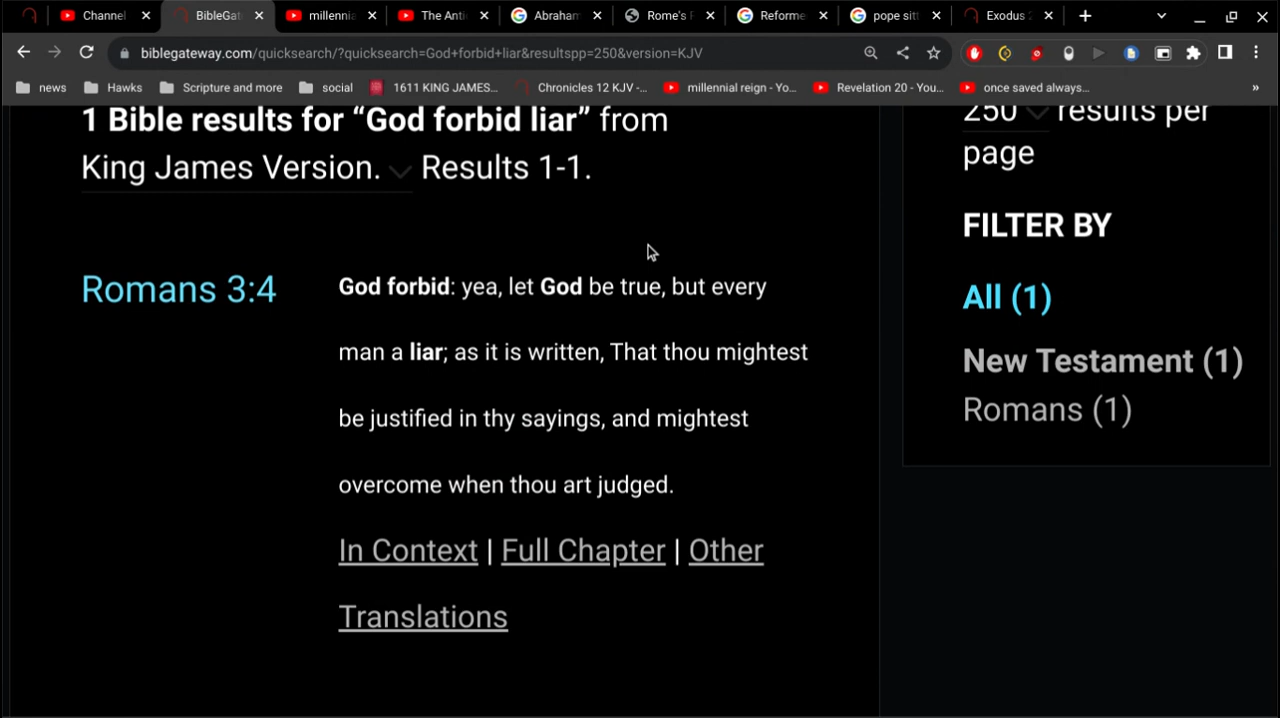 Channel
BibleGat
millennia
The Anti
Abraham
Rome's F
Reforme
pope sitt
Exodus 2
biblegateway.com/quicksearch/?quicksearch=God+forbid+liar&resultspp=250&version=KJV
news
Hawks
Scripture and more
social
1611 KING JAMES...
Chronicles 12 KJV -...
millennial reign - Yo...
Revelation 20 - You...
once saved always...
»
1 Bible results for “God forbid liar” from
King James Version. Results 1-1.
Romans 3:4
God forbid: yea, let God be true, but every
man a liar; as it is written, That thou mightest
be justified in thy sayings, and mightest
overcome when thou art judged.
In Context | Full Chapter | Other
Translations
250 results per
page
FILTER BY
All (1)
New Testament (1)
Romans (1)